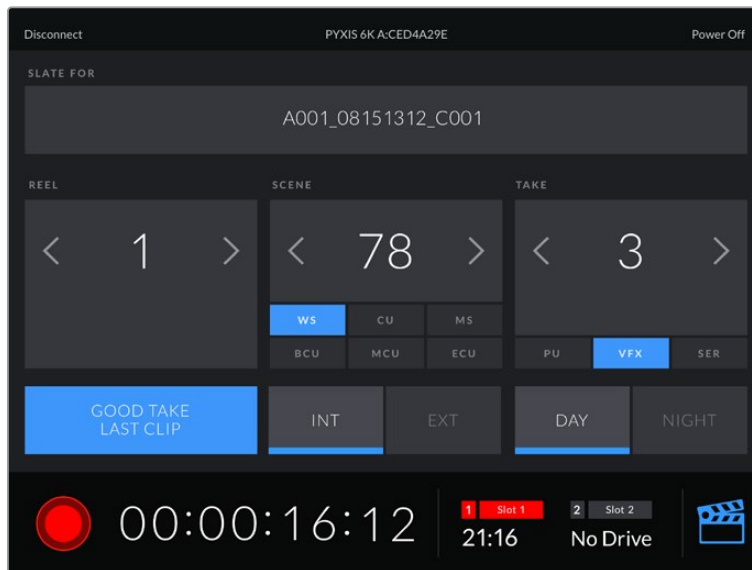 Disconnect PYXIS 6K A:CED4A29E Power Off
SLATE FOR
A001_08151312_C001
REEL SCENE TAKE
< 1 > < 78 > < 3 >
WS CU MS
BCU MCU ECU PU VFX SER
GOOD TAKE
LAST CLIP
INT EXT DAY NIGHT
00:00:16:12
1 Slot 1 2 Slot 2
21:16 No Drive